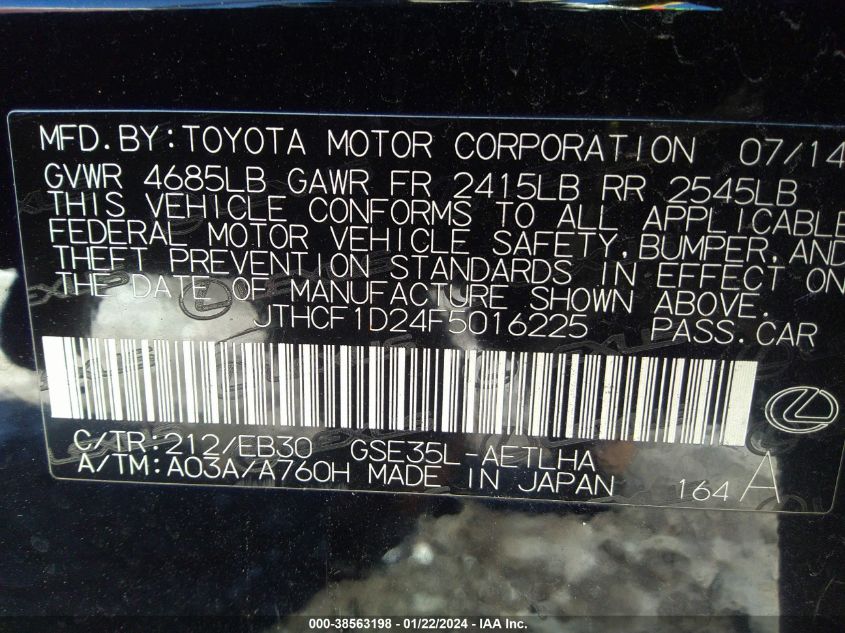 MFD.BY:TOYOTA MOTOR CORPORATION 07/14
GVWR 4685LB GAWR FR 2415LB RR 2545LB
THIS VEHICLE CONFORMS TO ALL APPLICABLE
FEDERAL MOTOR VEHICLE SAFETY,BUMPER,AND
THEFT PREVENTION STANDARDS IN EFFECT ON
THE DATE OF MANUFACTURE SHOWN ABOVE.
JTHCF1D24F5016225 PASS.CAR
C/TR:212/EB30 GSE35L-AETLHA
A/TM:A03A/A760H MADE IN JAPAN 164 A
000-38563198 - 01/22/2024 - IAA Inc.